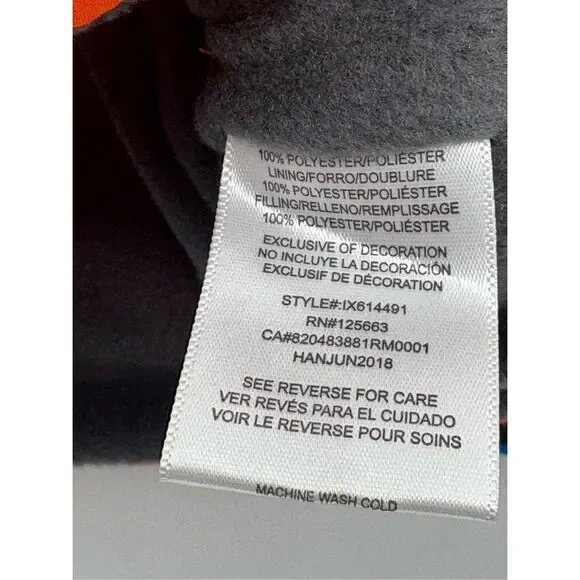 100% POLYESTER/POLIÉSTER
LINING/FORRO/DOUBLURE
100% POLYESTER/POLIÉSTER
FILLING/RELLENO/REMPLISSAGE
100% POLYESTER/POLIÉSTER
EXCLUSIVE OF DECORATION
NO INCLUYE LA DECORACIÓN
EXCLUSIF DE DÉCORATION
STYLE#:IX614491
RN#125663
CA#820483881RM0001
HANJUN2018
SEE REVERSE FOR CARE
VER REVÉS PARA EL CUIDADO
VOIR LE REVERSE POUR SOINS
MACHINE WASH COLD